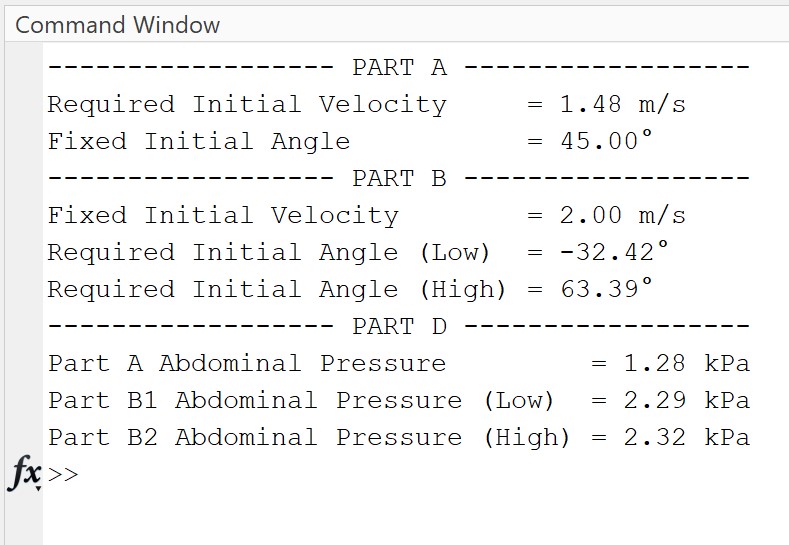 Command Window
------------------ PART A ------------------
Required Initial Velocity     = 1.48 m/s
Fixed Initial Angle           = 45.00°
------------------ PART B ------------------
Fixed Initial Velocity        = 2.00 m/s
Required Initial Angle (Low)  = -32.42°
Required Initial Angle (High) = 63.39°
------------------ PART D ------------------
Part A Abdominal Pressure         = 1.28 kPa
Part B1 Abdominal Pressure (Low)  = 2.29 kPa
Part B2 Abdominal Pressure (High) = 2.32 kPa
fx >>